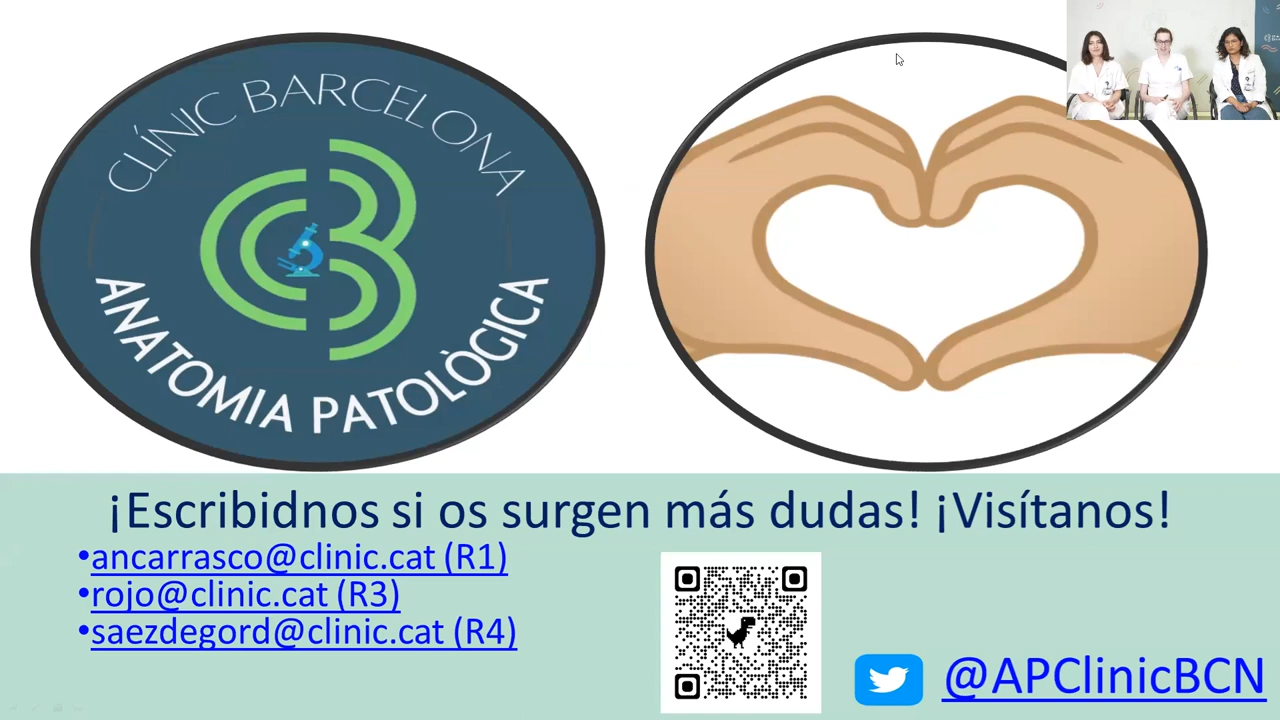 CLÍNIC BARCELONA
ANATOMIA PATOLÒGICA
¡Escribidnos si os surgen más dudas! ¡Visítanos!
•ancarrasco@clinic.cat (R1)
•rojo@clinic.cat (R3)
•saezdegord@clinic.cat (R4)
@APClinicBCN